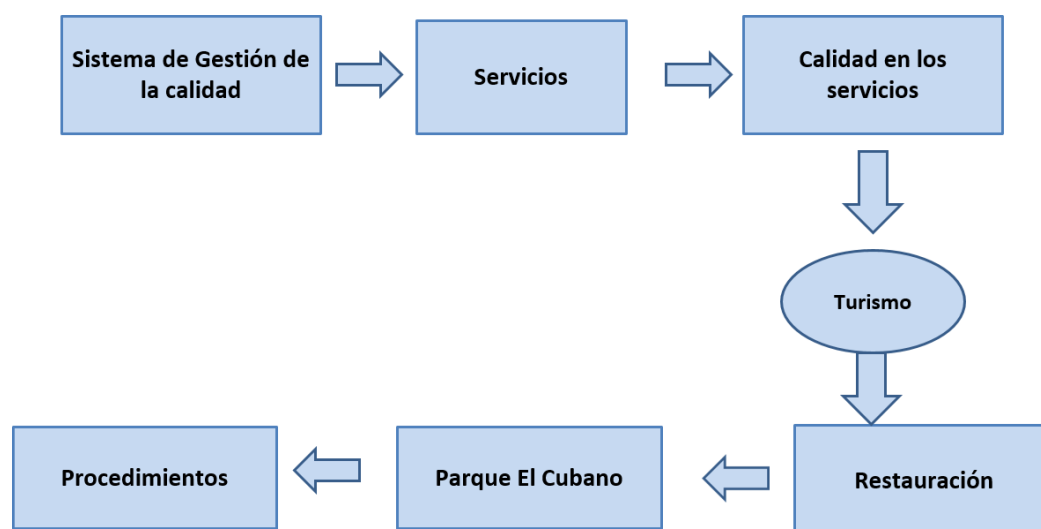 Sistema de Gestión de
la calidad
Servicios
Calidad en los
servicios
Turismo
Restauración
Parque El Cubano
Procedimientos